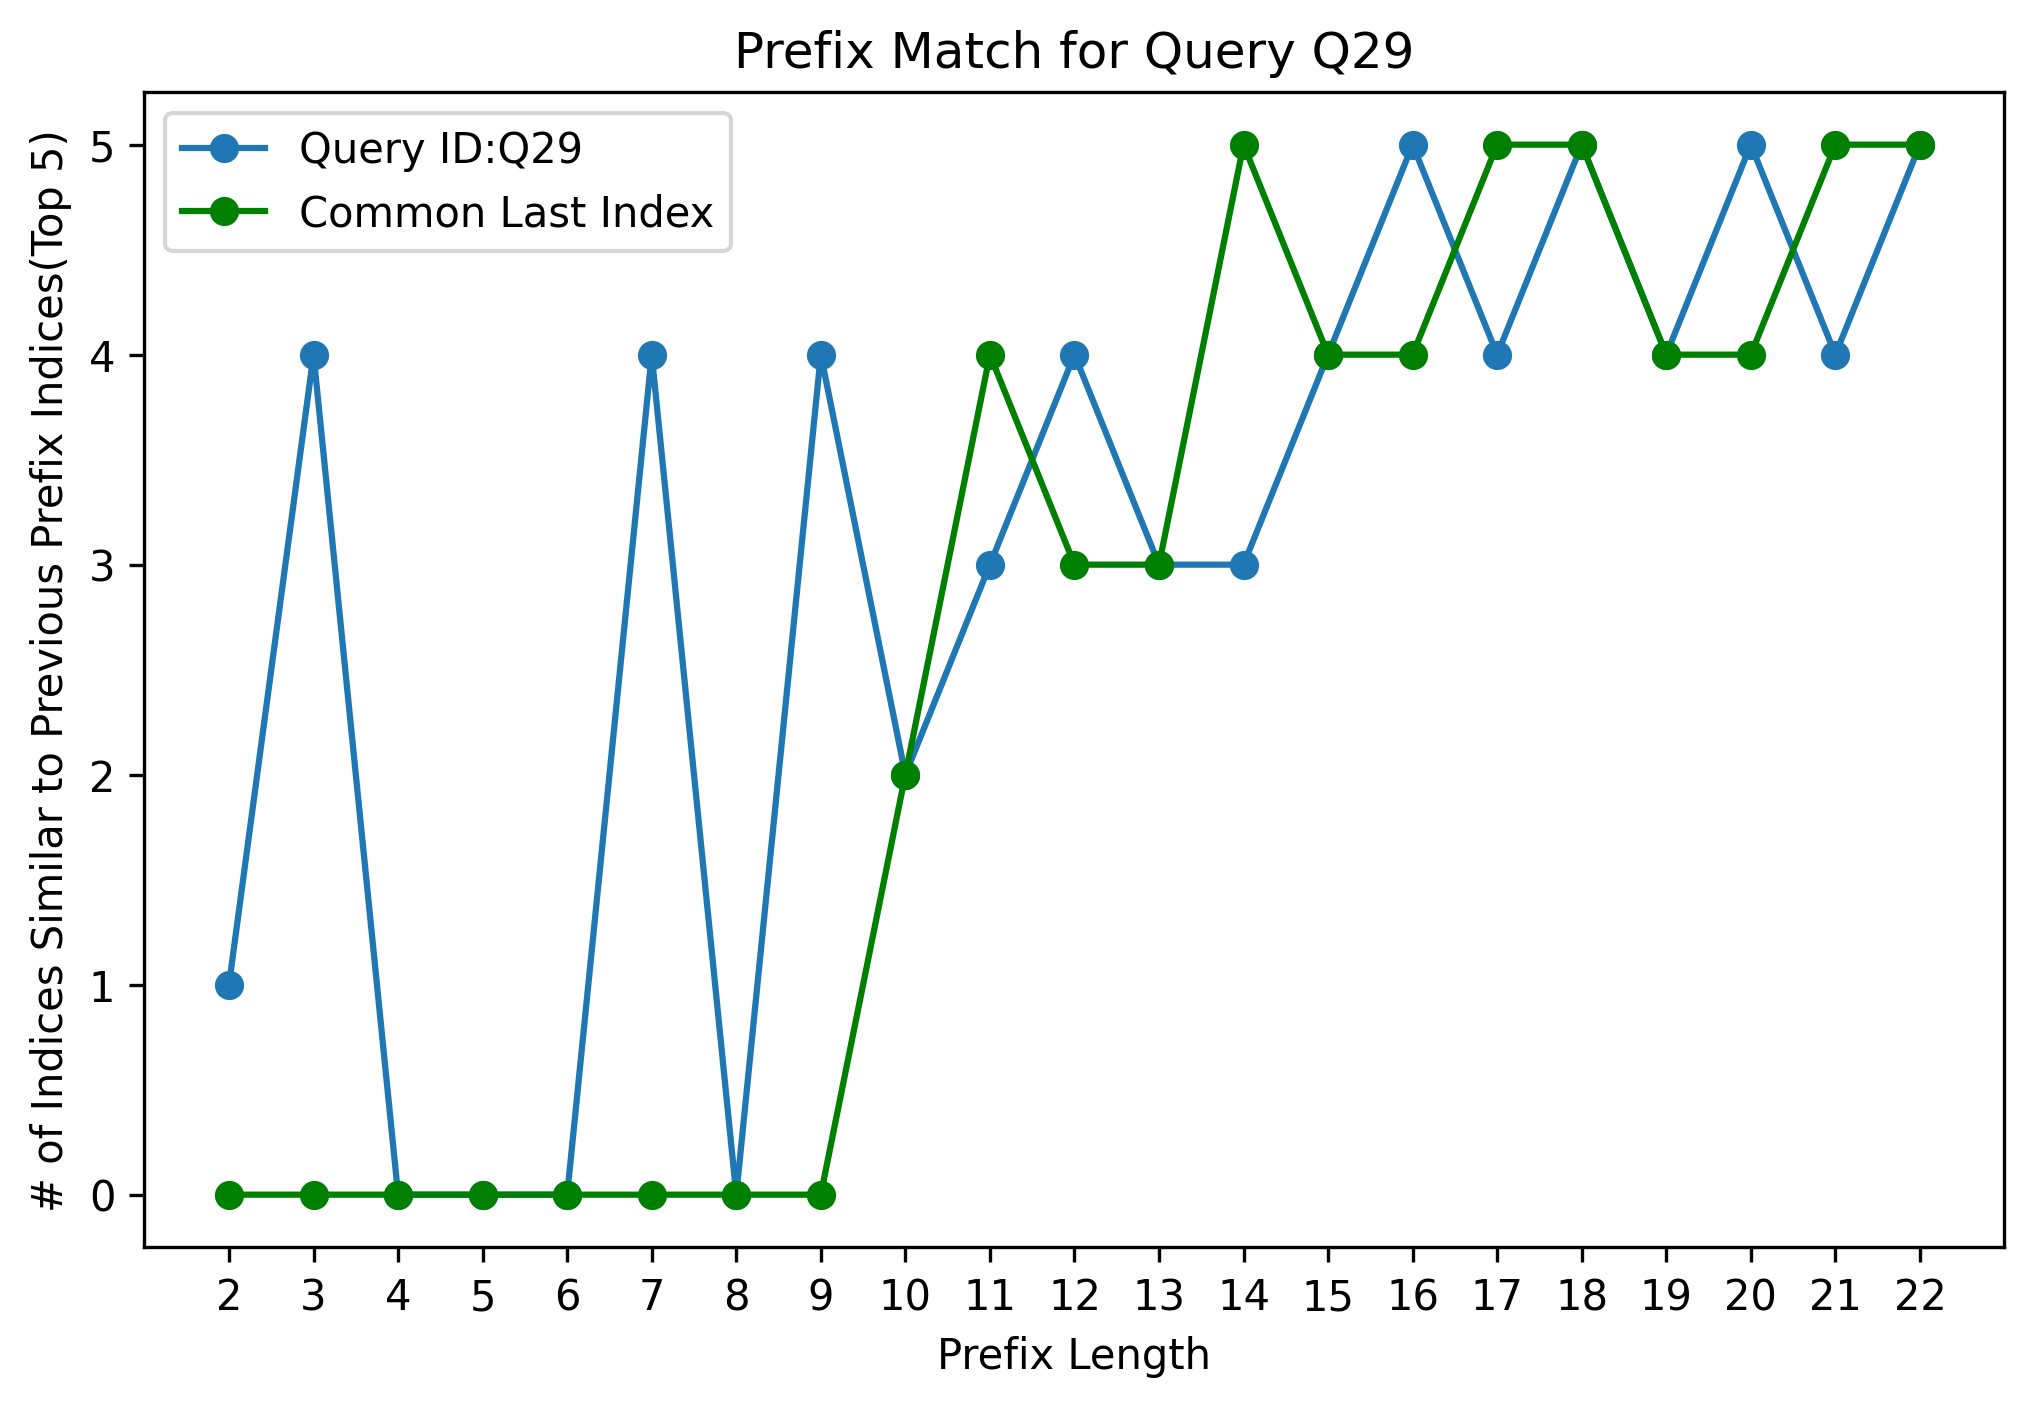 Prefix Match for Query Q29
Query ID:Q29
Common Last Index
# of Indices Similar to Previous Prefix Indices(Top 5)
5
4
3
2
1
0
2 3 4 5 6 7 8 9 10 11 12 13 14 15 16 17 18 19 20 21 22
Prefix Length